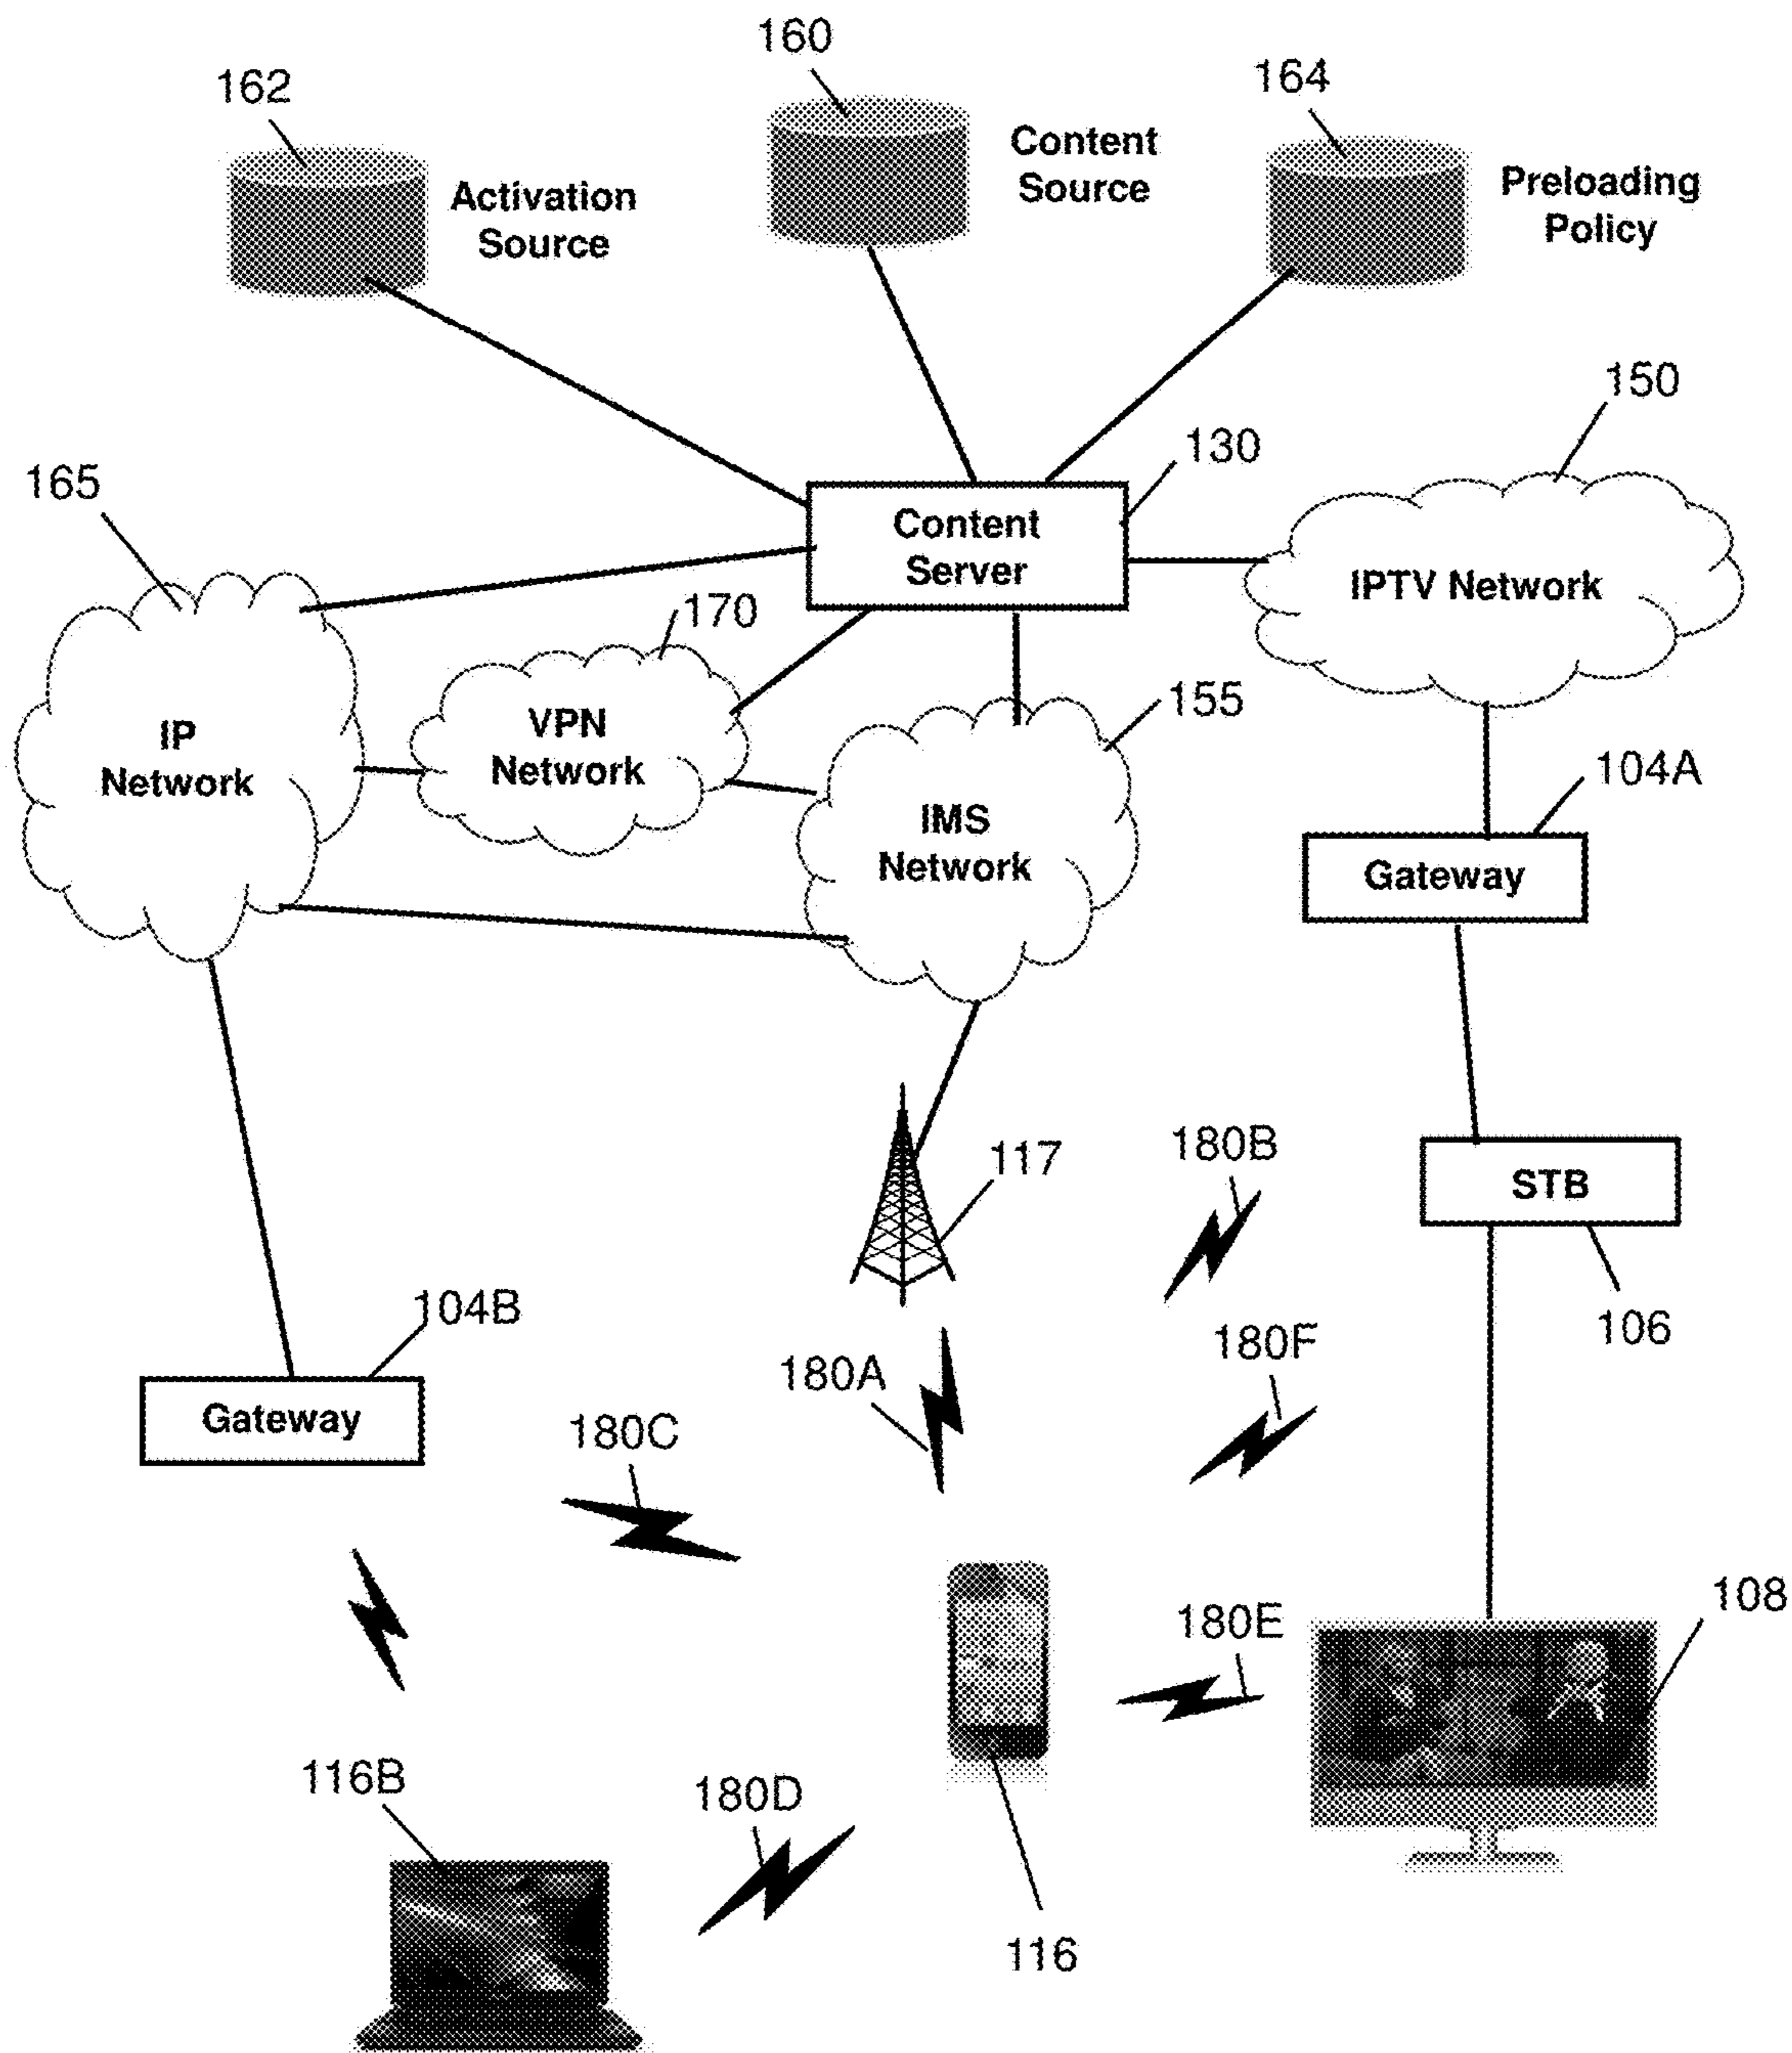 160
162
164
Content
Source
Activation
Source
Preloading
Policy
150
130
165
Content
Server
IPTV Network
170
155
VPN
Network
IP
Network
104A
IMS
Network
Gateway
180B
117
STB
104B
106
180F
180A
Gateway
180C
108
180E
116B
180D
116